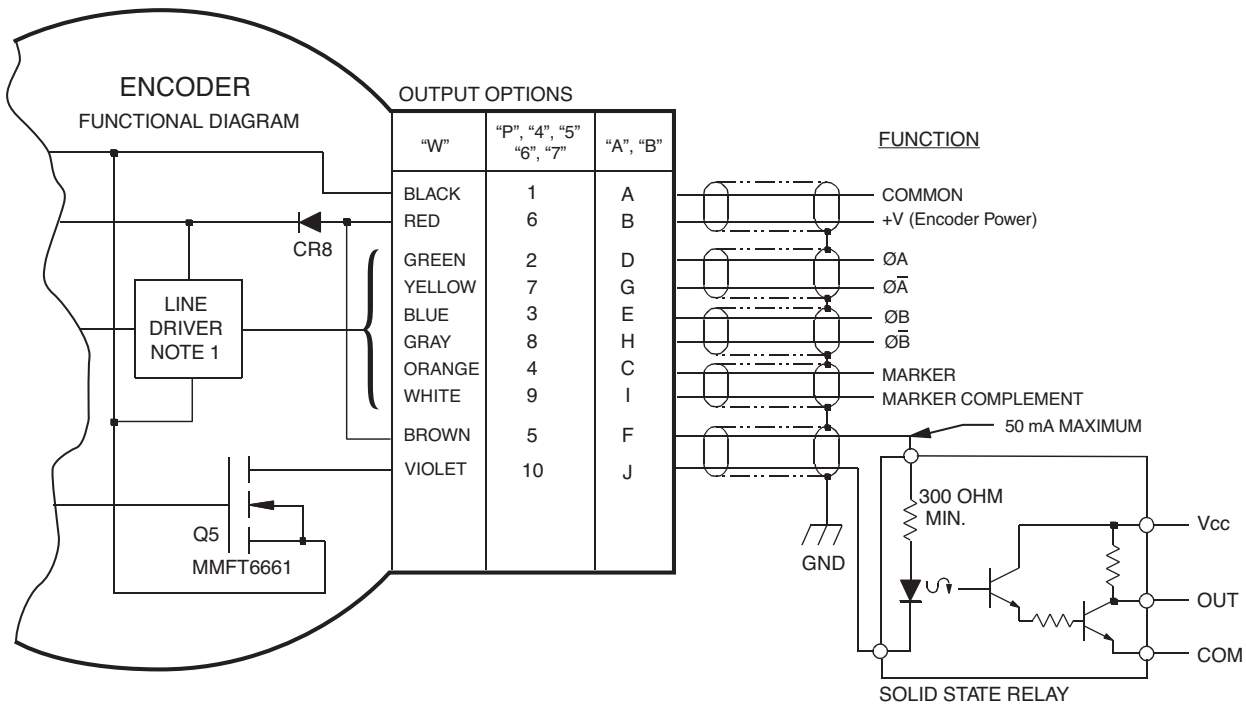 ENCODER
FUNCTIONAL DIAGRAM
OUTPUT OPTIONS
"W"
"P", "4", "5"
"6", "7"
"A", "B"
FUNCTION
BLACK 1 A COMMON
RED 6 B +V (Encoder Power)
CR8
GREEN 2 D ØA
YELLOW 7 G ØA̅
BLUE 3 E ØB
GRAY 8 H ØB̅
ORANGE 4 C MARKER
WHITE 9 I MARKER COMPLEMENT
LINE
DRIVER
NOTE 1
BROWN 5 F 50 mA MAXIMUM
VIOLET 10 J
Q5
MMFT6661
GND
300 OHM
MIN.
Vcc
OUT
COM
SOLID STATE RELAY